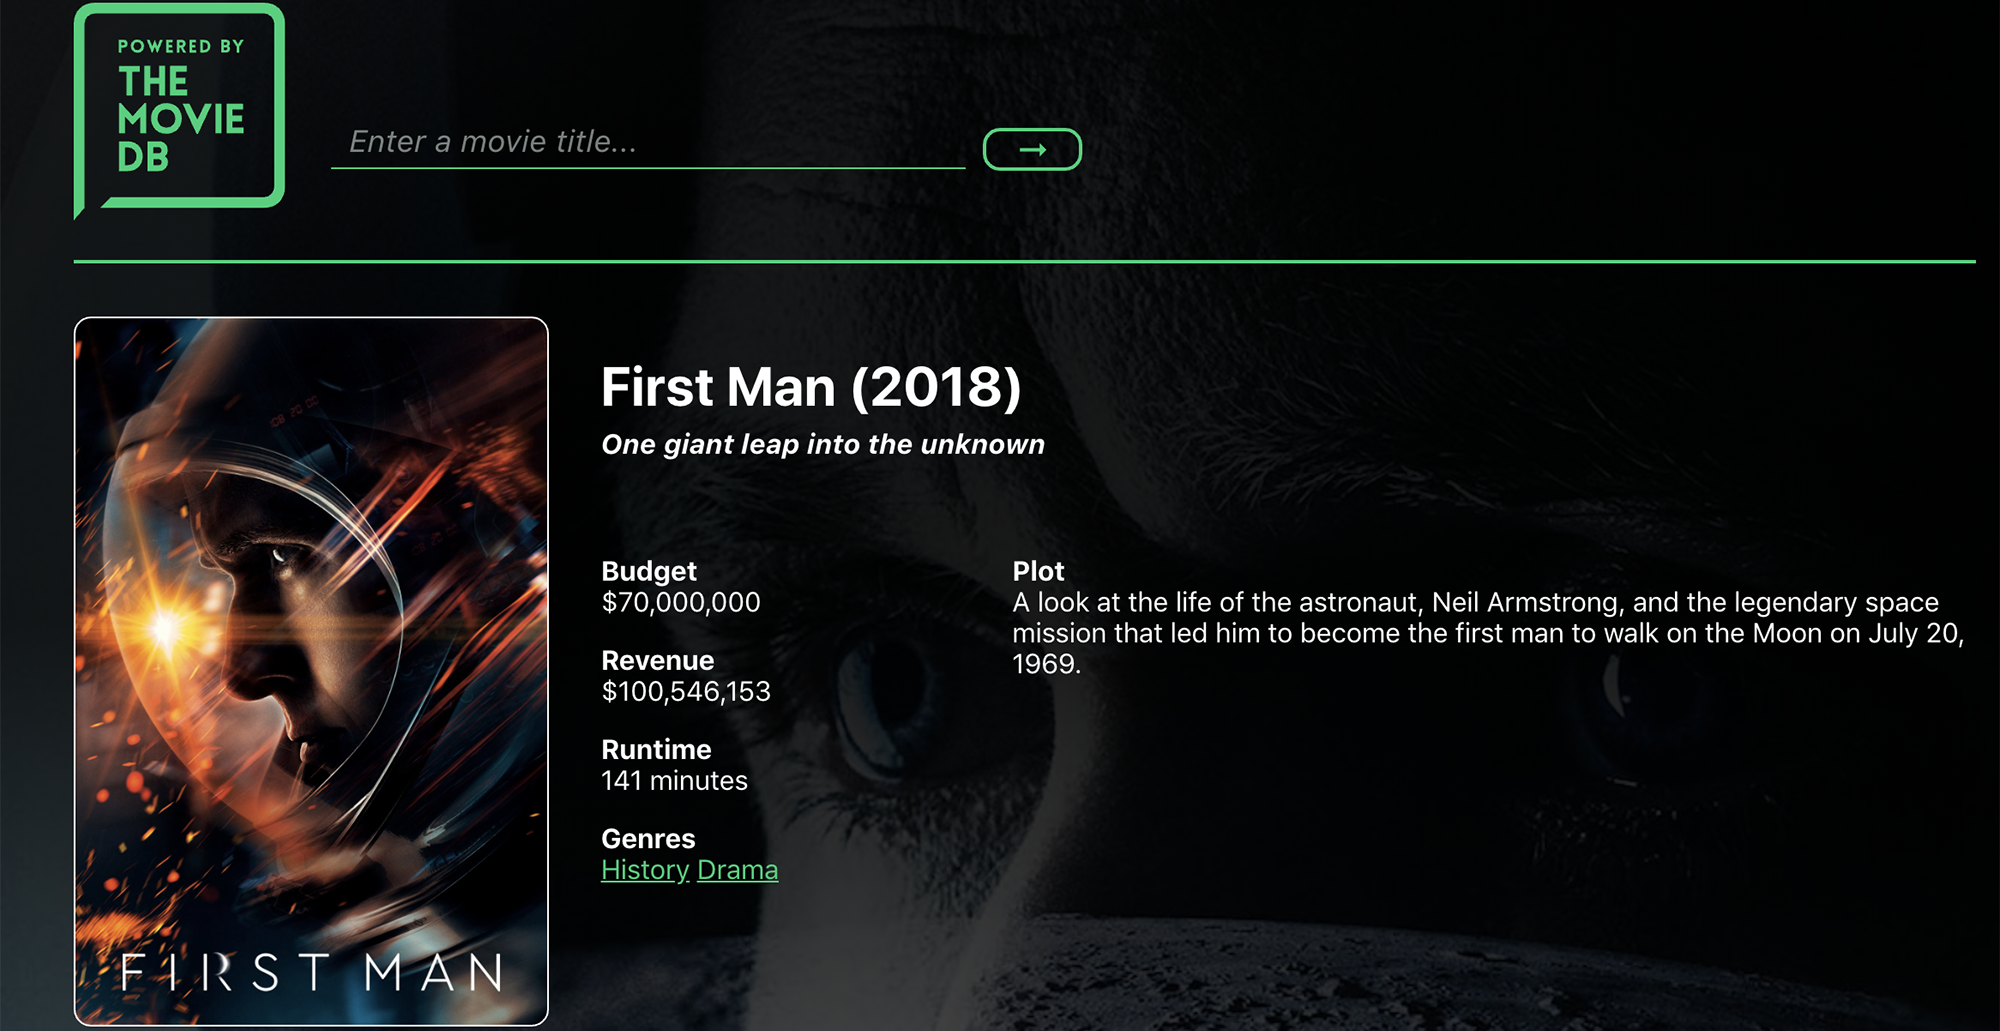 POWERED BY
THE
MOVIE
DB
Enter a movie title...
→
First Man (2018)
One giant leap into the unknown
Budget
$70,000,000
Revenue
$100,546,153
Runtime
141 minutes
Genres
History Drama
Plot
A look at the life of the astronaut, Neil Armstrong, and the legendary space
mission that led him to become the first man to walk on the Moon on July 20,
1969.
FIRST MAN